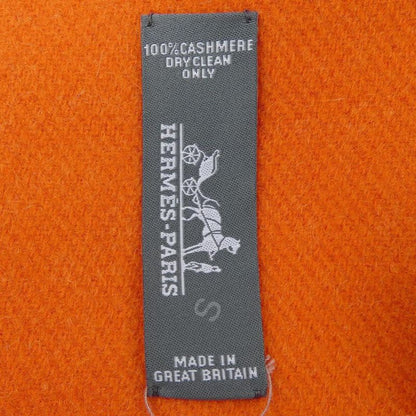 100% CASHMERE
DRY CLEAN
ONLY
HERMÈS-PARIS
S
MADE IN
GREAT BRITAIN